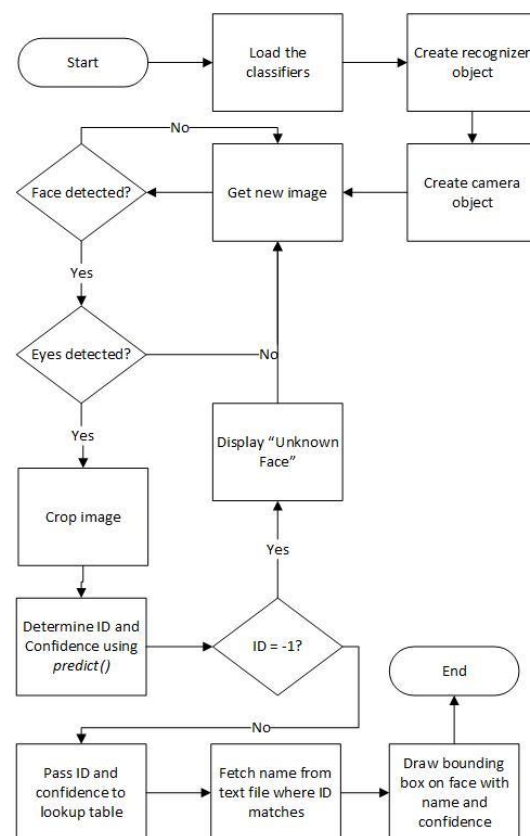 Start
Load the
classifiers
Create recognizer
object
No
Face detected?
Get new image
Create camera
object
Yes
Eyes detected?
No
Yes
Display “Unknown
Face”
Crop image
Yes
Determine ID and
Confidence using
predict()
ID = -1?
End
No
Pass ID and
confidence to
lookup table
Fetch name from
text file where ID
matches
Draw bounding
box on face with
name and
confidence